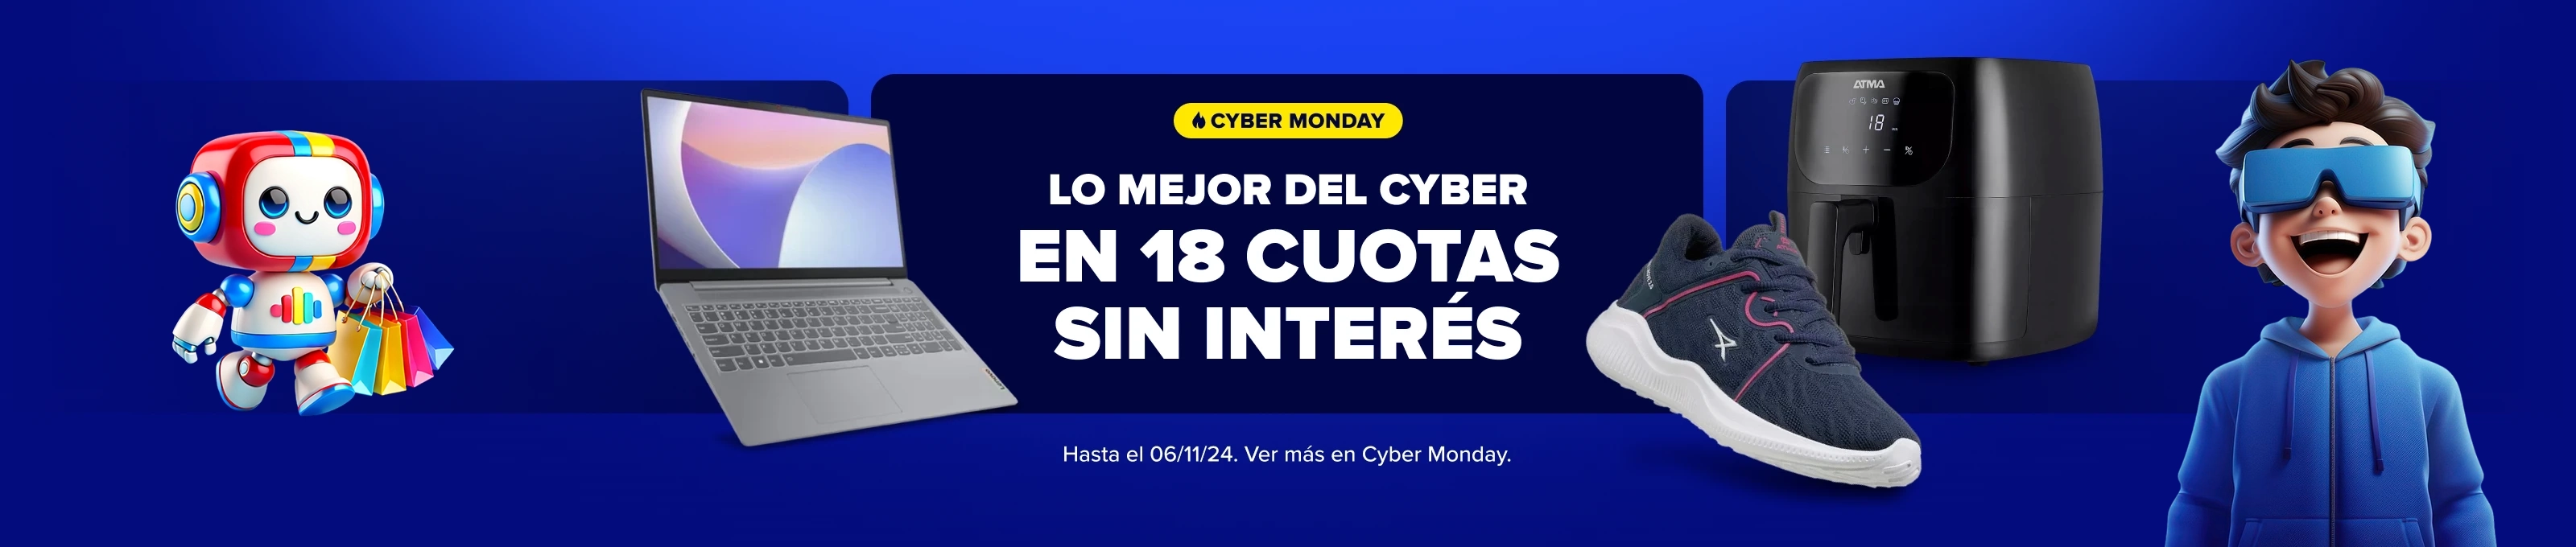 CYBER MONDAY
LO MEJOR DEL CYBER
EN 18 CUOTAS
SIN INTERÉS
Hasta el 06/11/24. Ver más en Cyber Monday.
ATMA
18